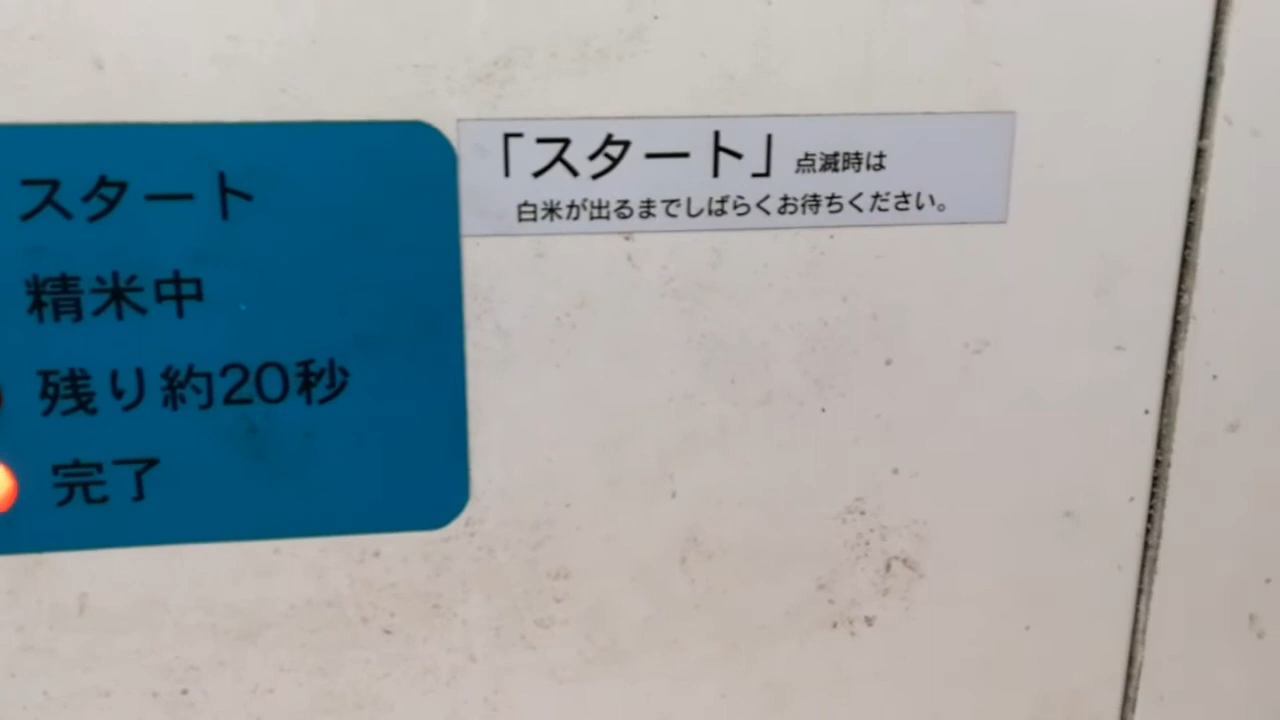 スタート
精米中
残り約20秒
完了
「スタート」点滅時は
白米が出るまでしばらくお待ちください。